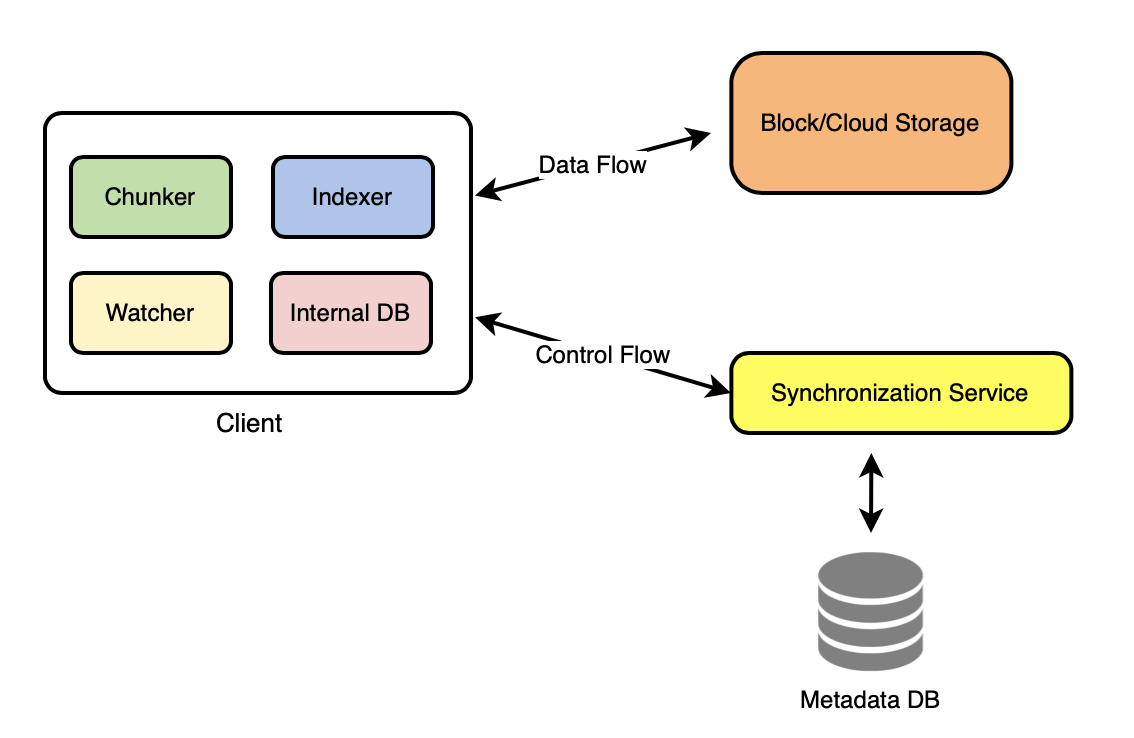 Block/Cloud Storage
Data Flow
Chunker
Indexer
Watcher
Internal DB
Control Flow
Client
Synchronization Service
Metadata DB